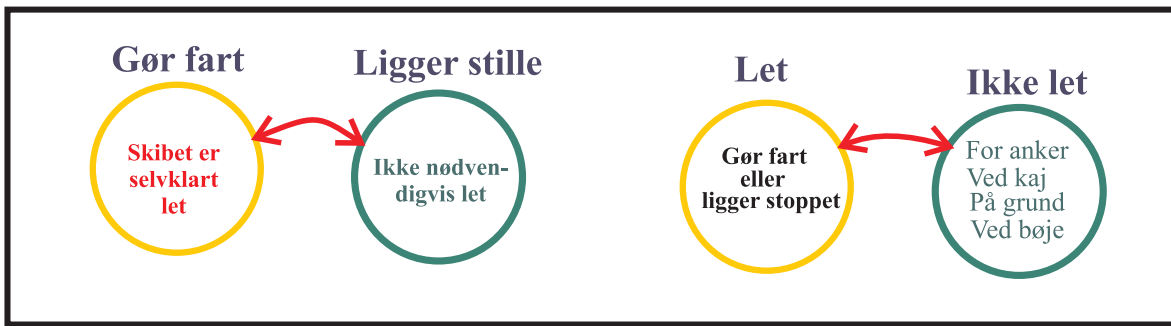 Gør fart
Skibet er
selvklart
let
Ligger stille
Ikke nødven-
digvis let
Let
Gør fart
eller
ligger stoppet
Ikke let
For anker
Ved kaj
På grund
Ved bøje